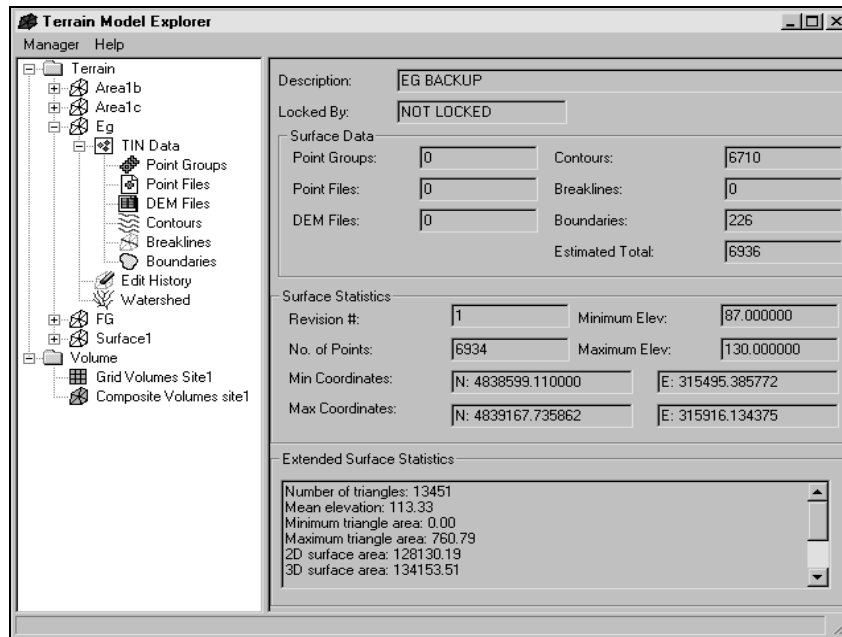 Terrain Model Explorer
Manager Help
Terrain
Area1b
Area1c
Eg
TIN Data
Point Groups
Point Files
DEM Files
Contours
Breaklines
Boundaries
Edit History
Watershed
FG
Surface1
Volume
Grid Volumes Site1
Composite Volumes site1
Description: EG BACKUP
Locked By: NOT LOCKED
Surface Data
Point Groups: 0 Contours: 6710
Point Files: 0 Breaklines: 0
DEM Files: 0 Boundaries: 226
Estimated Total: 6936
Surface Statistics
Revision #: 1 Minimum Elev: 87.000000
No. of Points: 6934 Maximum Elev: 130.000000
Min Coordinates: N: 4838599.110000 E: 315495.385772
Max Coordinates: N: 4839167.735862 E: 315916.134375
Extended Surface Statistics
Number of triangles: 13451
Mean elevation: 113.33
Minimum triangle area: 0.00
Maximum triangle area: 760.79
2D surface area: 128130.19
3D surface area: 134153.51